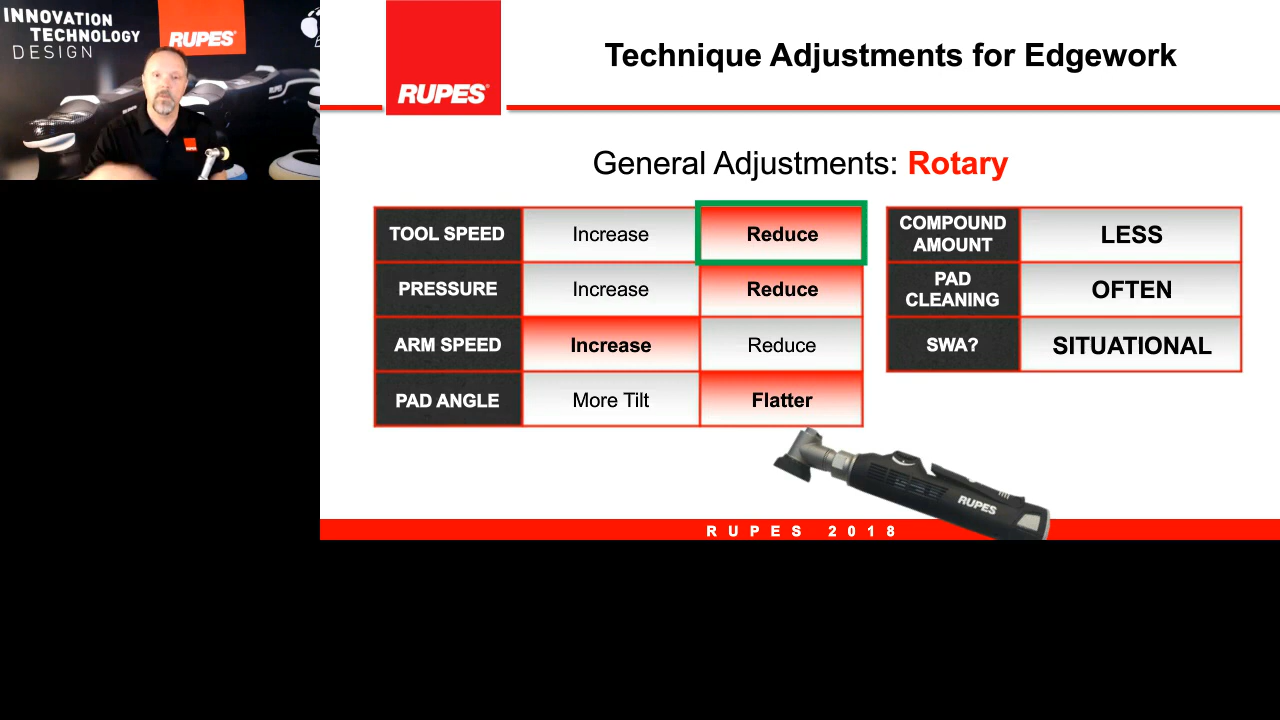 INNOVATION
TECHNOLOGY
DESIGN
RUPES
RUPES
Technique Adjustments for Edgework
General Adjustments: Rotary
TOOL SPEED Increase Reduce
PRESSURE Increase Reduce
ARM SPEED Increase Reduce
PAD ANGLE More Tilt Flatter
COMPOUND
AMOUNT
LESS
PAD
CLEANING
OFTEN
SWA?
SITUATIONAL
RUPES
RUPES 2018